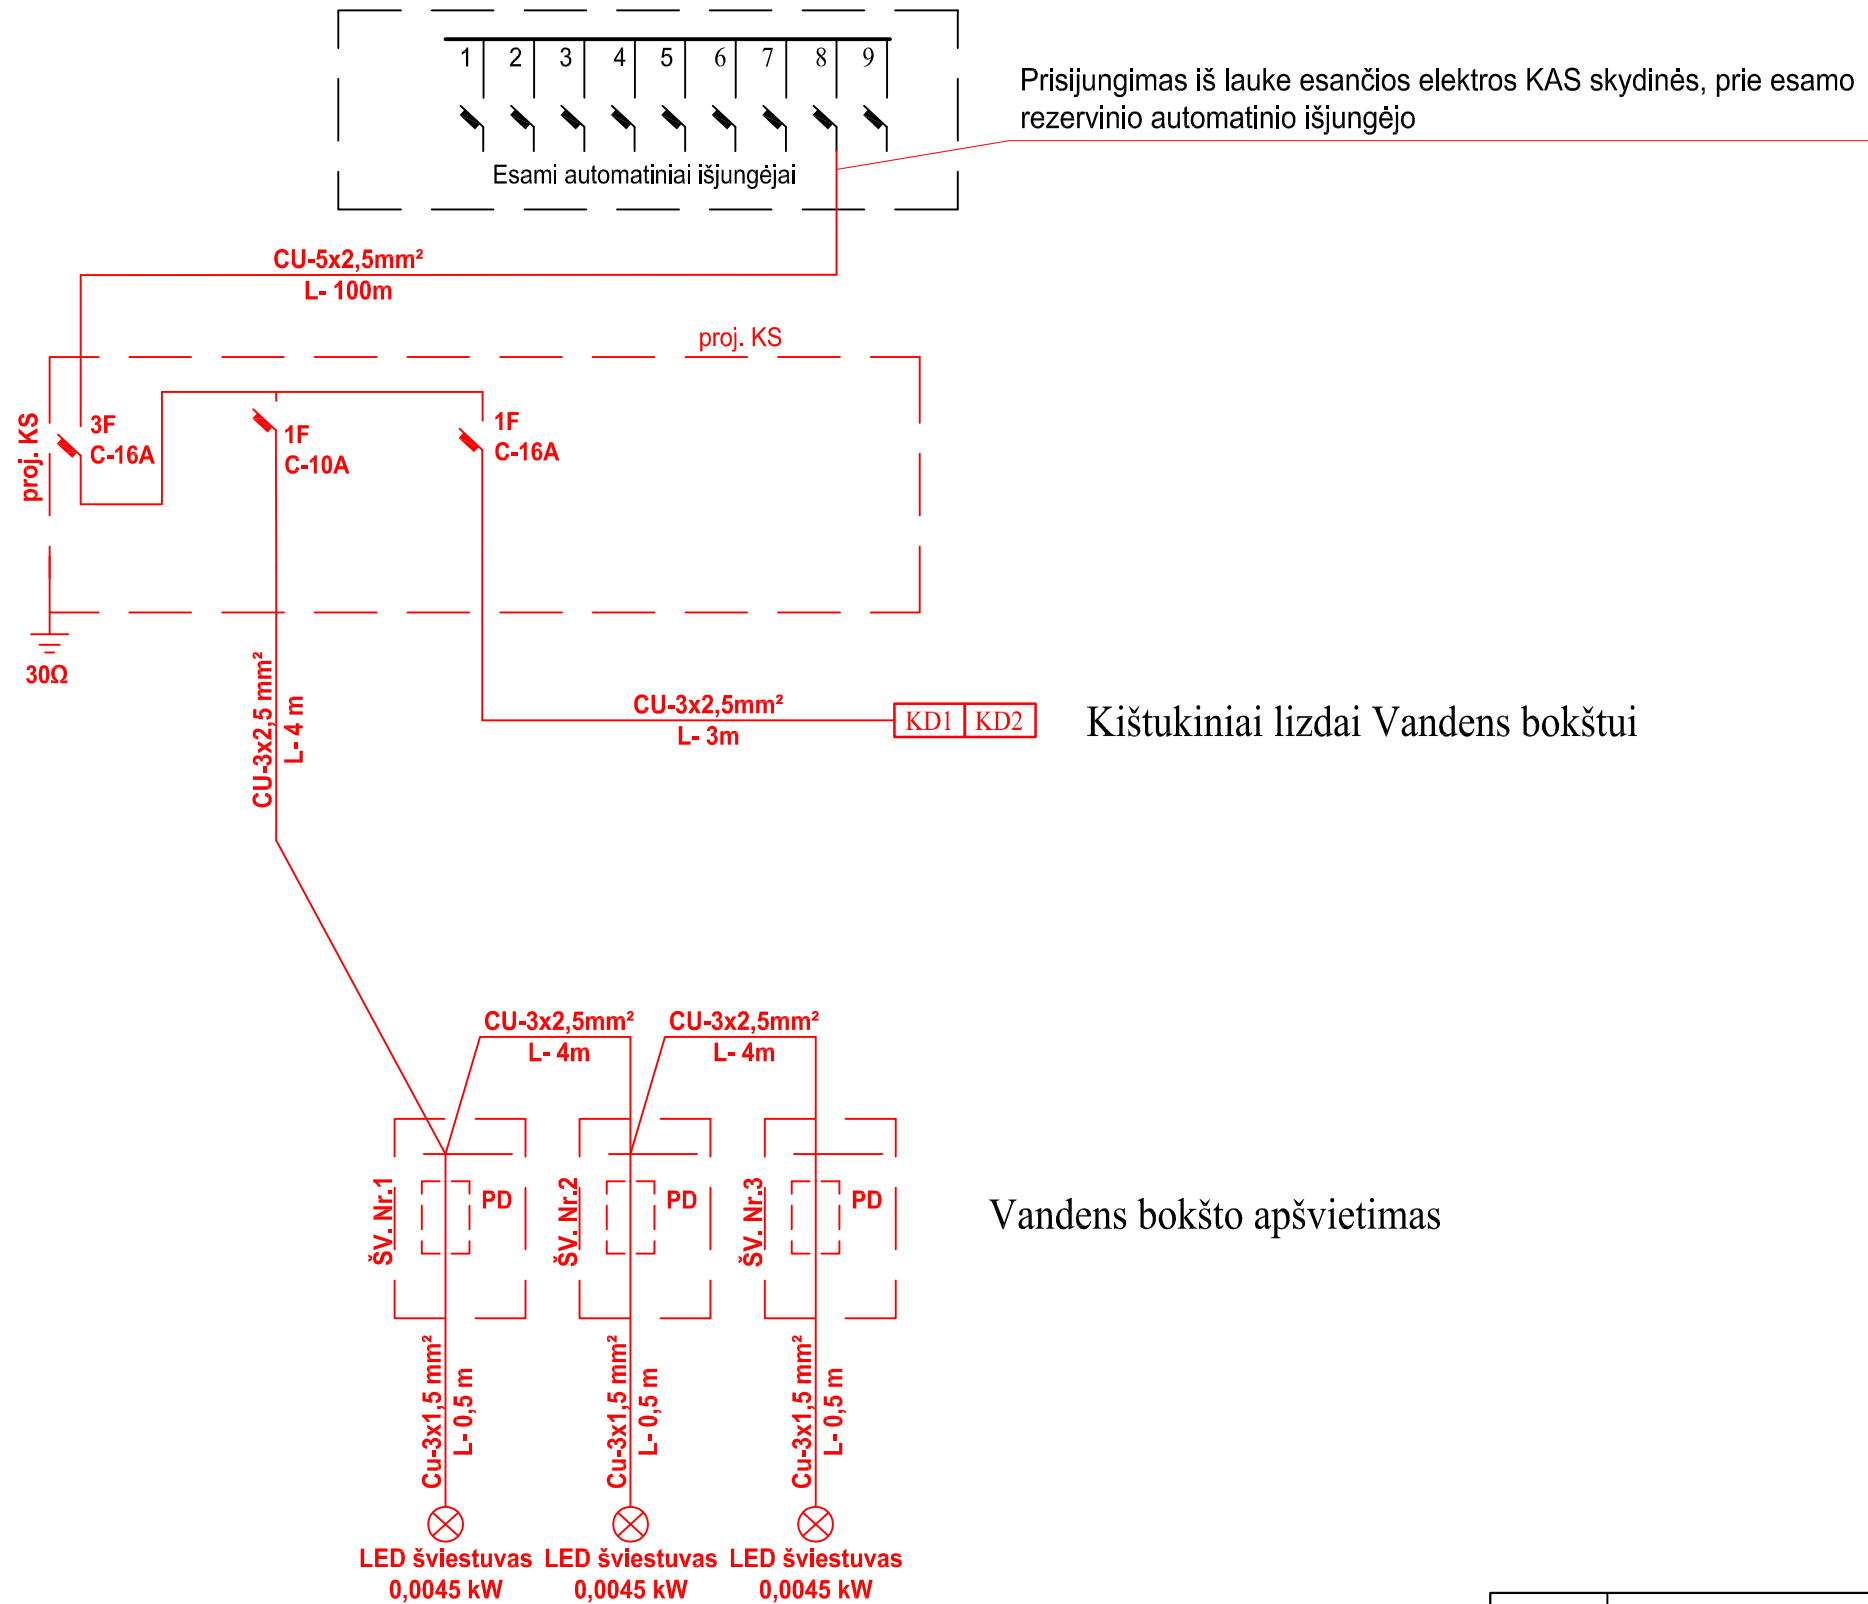 1 2 3 4 5 6 7 8 9
Esami automatiniai išjungėjai
Prisijungimas iš lauke esančios elektros KAS skydinės, prie esamo
rezervinio automatinio išjungėjo
CU-5x2,5mm²
L- 100m
proj. KS
proj. KS
3F
C-16A
1F
C-10A
1F
C-16A
30Ω
CU-3x2,5 mm²
L- 4 m
CU-3x2,5mm²
L- 3m
KD1 KD2
Kištukiniai lizdai Vandens bokštui
CU-3x2,5mm²
L- 4m
CU-3x2,5mm²
L- 4m
ŠV. Nr.1
PD
ŠV. Nr.2
PD
ŠV. Nr.3
PD
Vandens bokšto apšvietimas
Cu-3x1,5 mm²
L- 0,5 m
Cu-3x1,5 mm²
L- 0,5 m
Cu-3x1,5 mm²
L- 0,5 m
LED šviestuvas
0,0045 kW
LED šviestuvas
0,0045 kW
LED šviestuvas
0,0045 kW